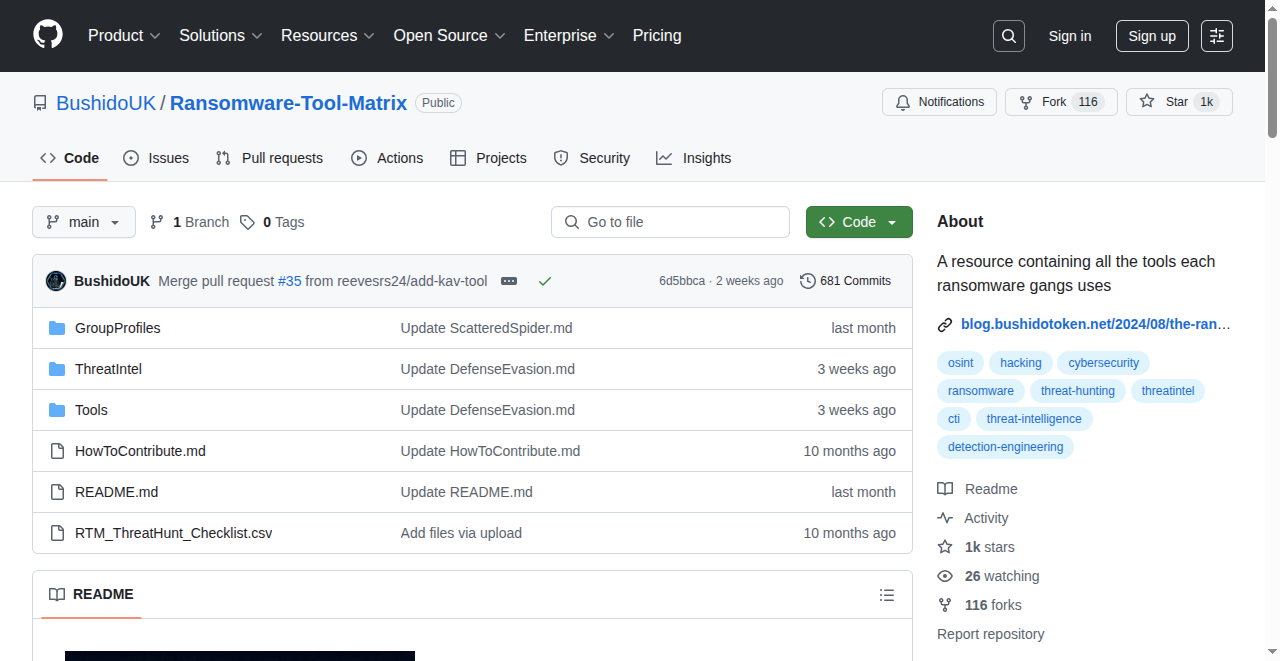 Product Solutions Resources Open Source Enterprise Pricing Sign in Sign up
BushidoUK / Ransomware-Tool-Matrix Public Notifications Fork 116 Star 1k
Code Issues Pull requests Actions Projects Security Insights
main 1 Branch 0 Tags Go to file Code
BushidoUK Merge pull request #35 from reevesrs24/add-kav-tool 6d5bbca · 2 weeks ago 681 Commits
GroupProfiles Update ScatteredSpider.md last month
ThreatIntel Update DefenseEvasion.md 3 weeks ago
Tools Update DefenseEvasion.md 3 weeks ago
HowToContribute.md Update HowToContribute.md 10 months ago
README.md Update README.md last month
RTM_ThreatHunt_Checklist.csv Add files via upload 10 months ago
README
About
A resource containing all the tools each
ransomware gangs uses
blog.bushidotoken.net/2024/08/the-ran…
osint hacking cybersecurity
ransomware threat-hunting threatintel
cti threat-intelligence
detection-engineering
Readme
Activity
1k stars
26 watching
116 forks
Report repository